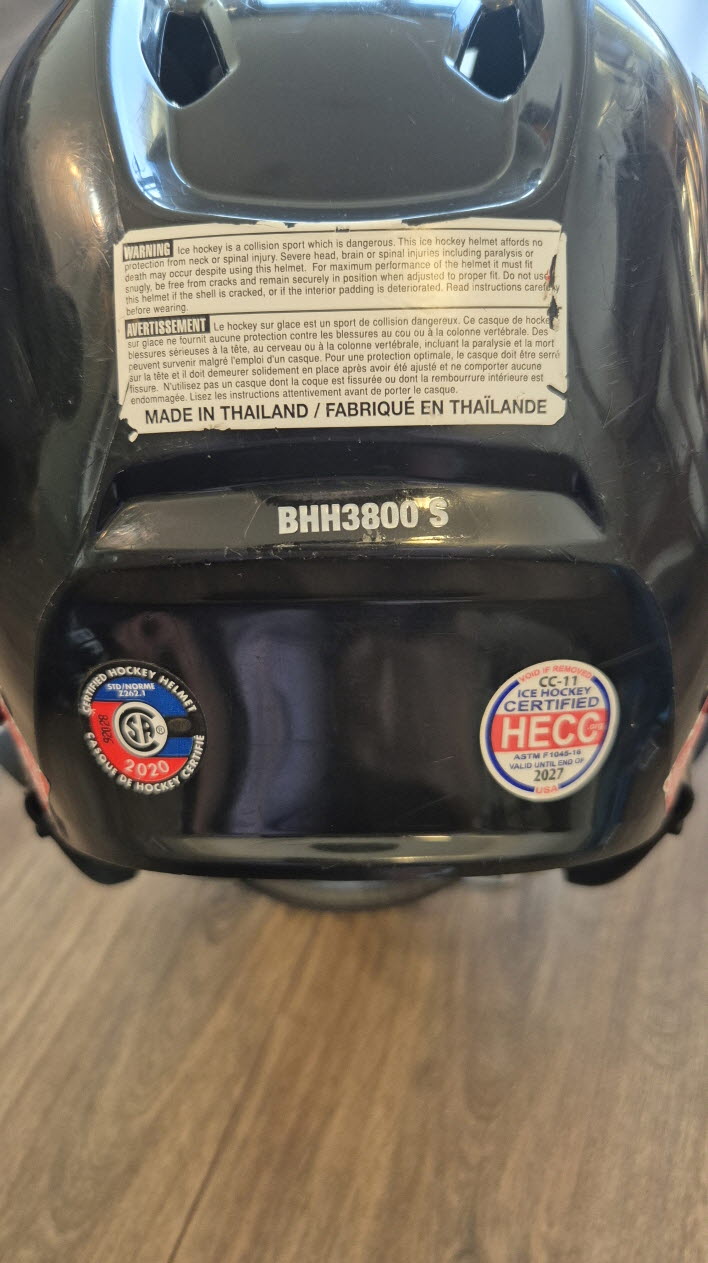 WARNING Ice hockey is a collision sport which is dangerous. This ice hockey helmet affords no
protection from neck or spinal injury. Severe head, brain or spinal injuries including paralysis or
death may occur despite using this helmet. For maximum performance of the helmet it must fit
snugly, be free from cracks and remain securely in position when adjusted to proper fit. Do not use
this helmet if the shell is cracked, or if the interior padding is deteriorated. Read instructions carefully
before wearing.
AVERTISSEMENT Le hockey sur glace est un sport de collision dangereux. Ce casque de hockey
sur glace ne fournit aucune protection contre les blessures au cou ou à la colonne vertébrale. Des
blessures sérieuses à la tête, au cerveau ou à la colonne vertébrale, incluant la paralysie et la mort
peuvent survenir malgré l'emploi d'un casque. Pour une protection optimale, le casque doit être serré
sur la tête et il doit demeurer solidement en place après avoir été ajusté et ne comporter aucune
fissure. N'utilisez pas un casque dont la coque est fissurée ou dont la rembourrure intérieure est
endommagée. Lisez les instructions attentivement avant de porter le casque.
MADE IN THAILAND / FABRIQUÉ EN THAÏLANDE
BHH3800 S
CERTIFIED HOCKEY HELMET
STD/NORME
Z262.1
SA®
2020
CASQUE DE HOCKEY CERTIFIÉ
VOID IF REMOVED
CC-11
ICE HOCKEY
CERTIFIED
HECC.org
ASTM F1045-16
VALID UNTIL END OF
2027
USA